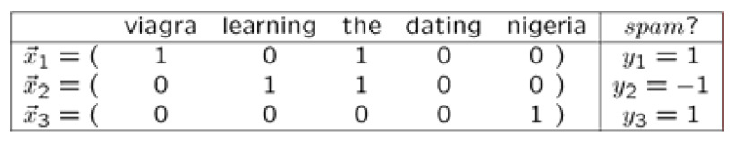 viagra learning the dating nigeria spam?
x⃗₁ = ( 1 0 1 0 0 ) y₁ = 1
x⃗₂ = ( 0 1 1 0 0 ) y₂ = −1
x⃗₃ = ( 0 0 0 0 1 ) y₃ = 1